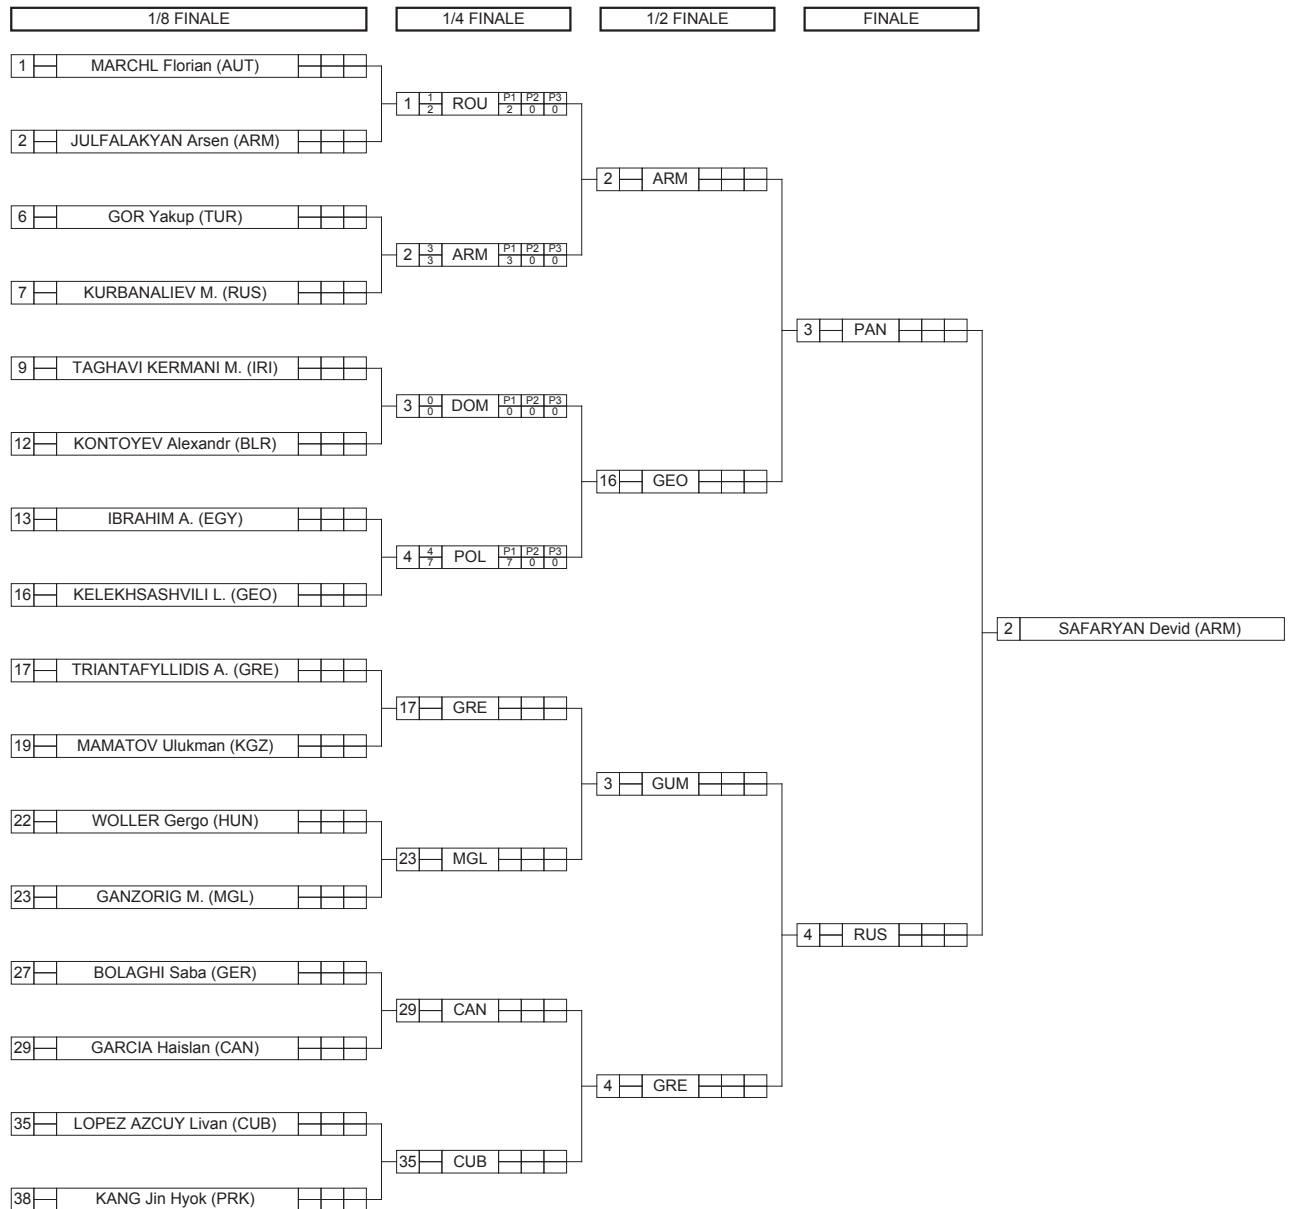 1/8 FINALE 1/4 FINALE 1/2 FINALE FINALE
1 MARCHL Florian (AUT)
1 1 ROU P1 P2 P3
2 2 0 0
2 JULFALAKYAN Arsen (ARM)
2 ARM
6 GOR Yakup (TUR)
2 3 ARM P1 P2 P3
3 3 0 0
7 KURBANALIEV M. (RUS)
3 PAN
9 TAGHAVI KERMANI M. (IRI)
3 0 DOM P1 P2 P3
0 0 0 0
12 KONTOYEV Alexandr (BLR)
16 GEO
13 IBRAHIM A. (EGY)
4 4 POL P1 P2 P3
7 7 0 0
16 KELEKHSASHVILI L. (GEO)
2 SAFARYAN Devid (ARM)
17 TRIANTAFYLLIDIS A. (GRE)
17 GRE
19 MAMATOV Ulukman (KGZ)
3 GUM
22 WOLLER Gergo (HUN)
23 MGL
23 GANZORIG M. (MGL)
4 RUS
27 BOLAGHI Saba (GER)
29 CAN
29 GARCIA Haislan (CAN)
4 GRE
35 LOPEZ AZCUY Livan (CUB)
35 CUB
38 KANG Jin Hyok (PRK)